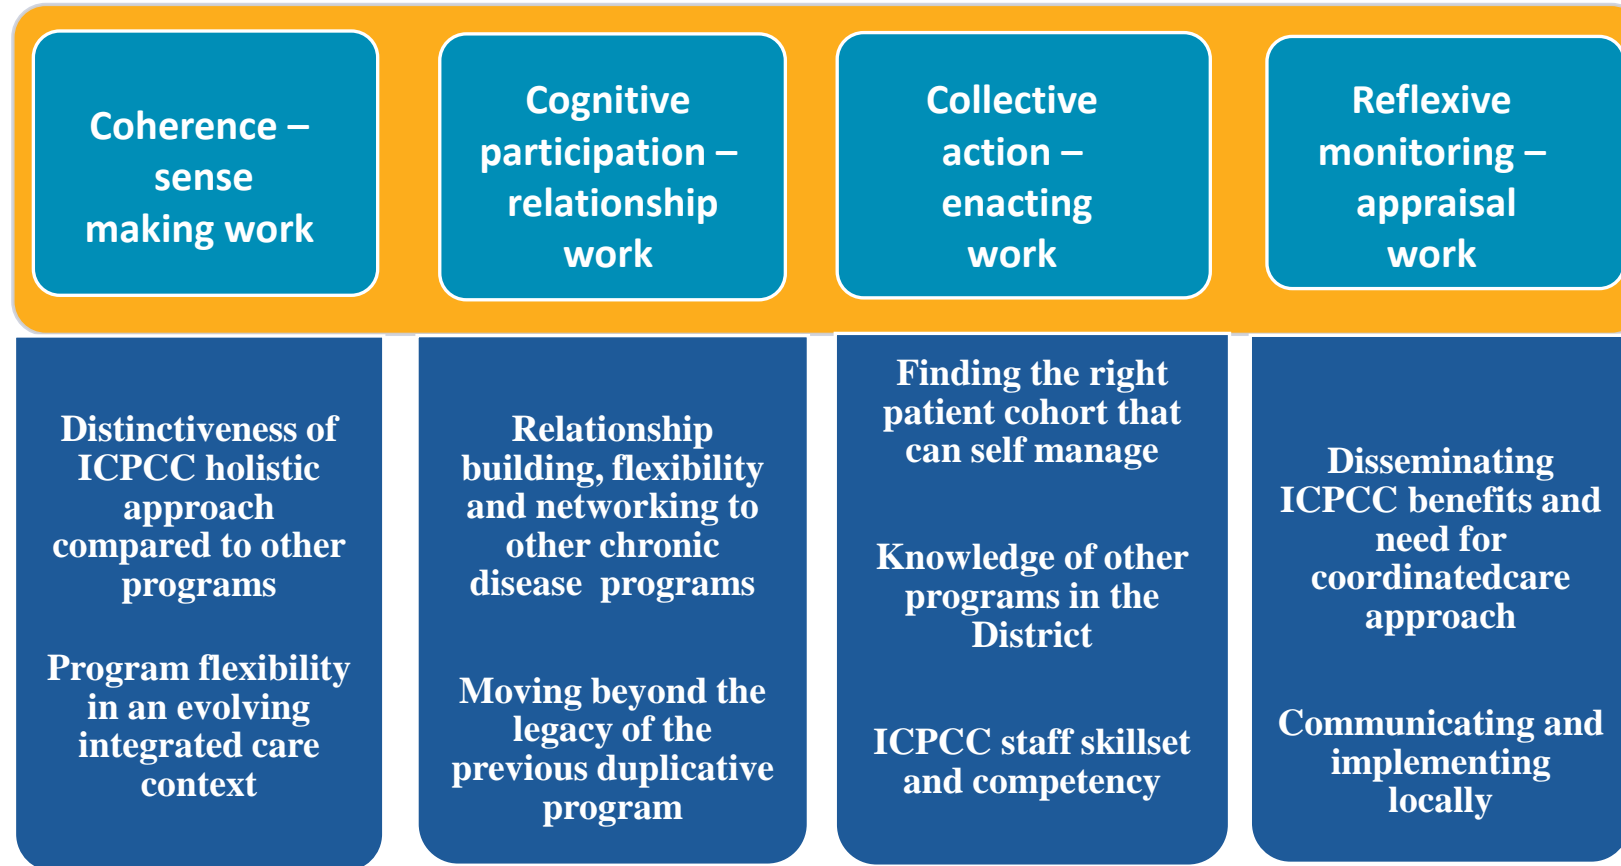 Coherence –
sense
making work
Cognitive
participation –
relationship
work
Collective
action –
enacting
work
Reflexive
monitoring –
appraisal
work
Distinctiveness of
ICPCC holistic
approach
compared to other
programs
Program flexibility
in an evolving
integrated care
context
Relationship
building, flexibility
and networking to
other chronic
disease  programs
Moving beyond the
legacy of the
previous duplicative
program
Finding the right
patient cohort that
can self manage
Knowledge of other
programs in the
District
ICPCC staff skillset
and competency
Disseminating
ICPCC benefits and
need for
coordinatedcare
approach
Communicating and
implementing
locally